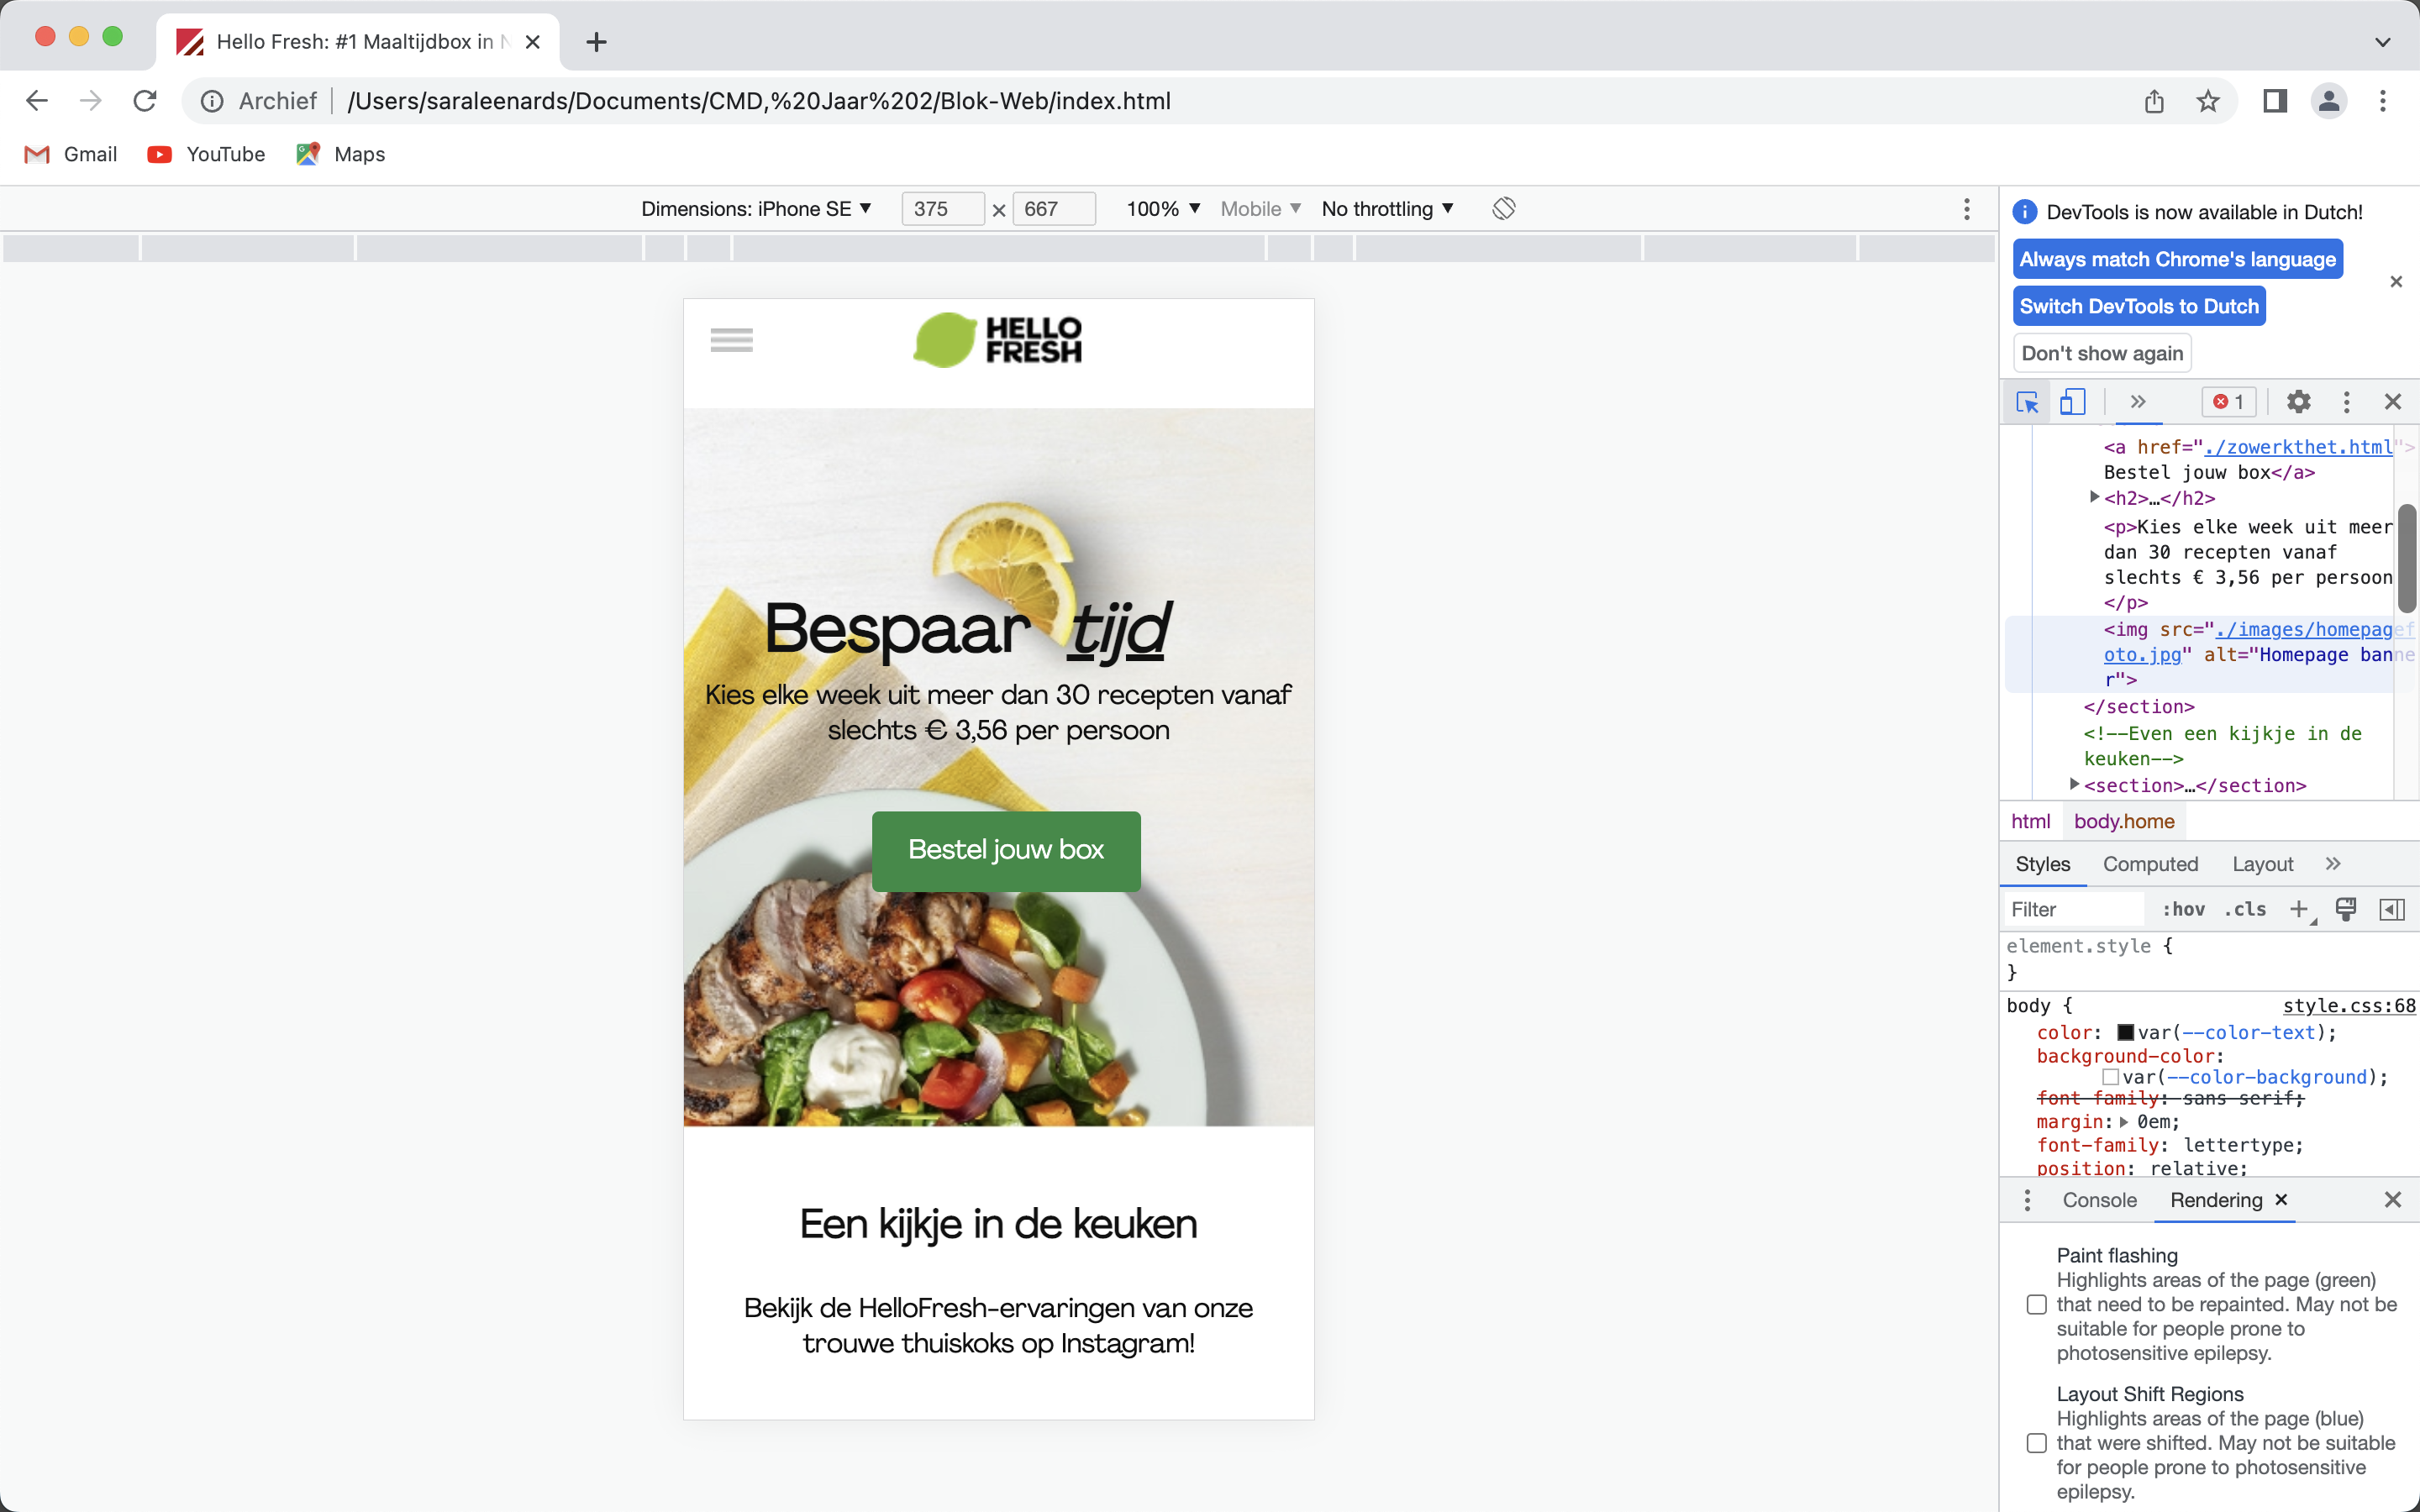 Hello Fresh: #1 Maaltijdbox in
Archief
/Users/saraleenards/Documents/CMD,%20Jaar%202/Blok-Web/index.html
Gmail
YouTube
Maps
Dimensions: iPhone SE
375 × 667
100%
Mobile
No throttling
HELLO
FRESH
Bespaar tijd
Kies elke week uit meer dan 30 recepten vanaf
slechts € 3,56 per persoon
Bestel jouw box
Een kijkje in de keuken
Bekijk de HelloFresh-ervaringen van onze
trouwe thuiskoks op Instagram!
DevTools is now available in Dutch!
Always match Chrome's language
Switch DevTools to Dutch
Don't show again
1
<a href="./zowerkthet.html">
Bestel jouw box</a>
<h2>…</h2>
<p>Kies elke week uit meer
dan 30 recepten vanaf
slechts € 3,56 per persoon
</p>
<img src="./images/homepagef
oto.jpg" alt="Homepage banne
r">
</section>
<!--Even een kijkje in de
keuken-->
<section>…</section>
html
body.home
Styles
Computed
Layout
Filter
:hov
.cls
element.style {
}
body {
style.css:68
color: var(--color-text);
background-color:
var(--color-background);
font-family: sans-serif;
margin: 0em;
font-family: lettertype;
position: relative;
Console
Rendering
Paint flashing
Highlights areas of the page (green)
that need to be repainted. May not be
suitable for people prone to
photosensitive epilepsy.
Layout Shift Regions
Highlights areas of the page (blue)
that were shifted. May not be suitable
for people prone to photosensitive
epilepsy.